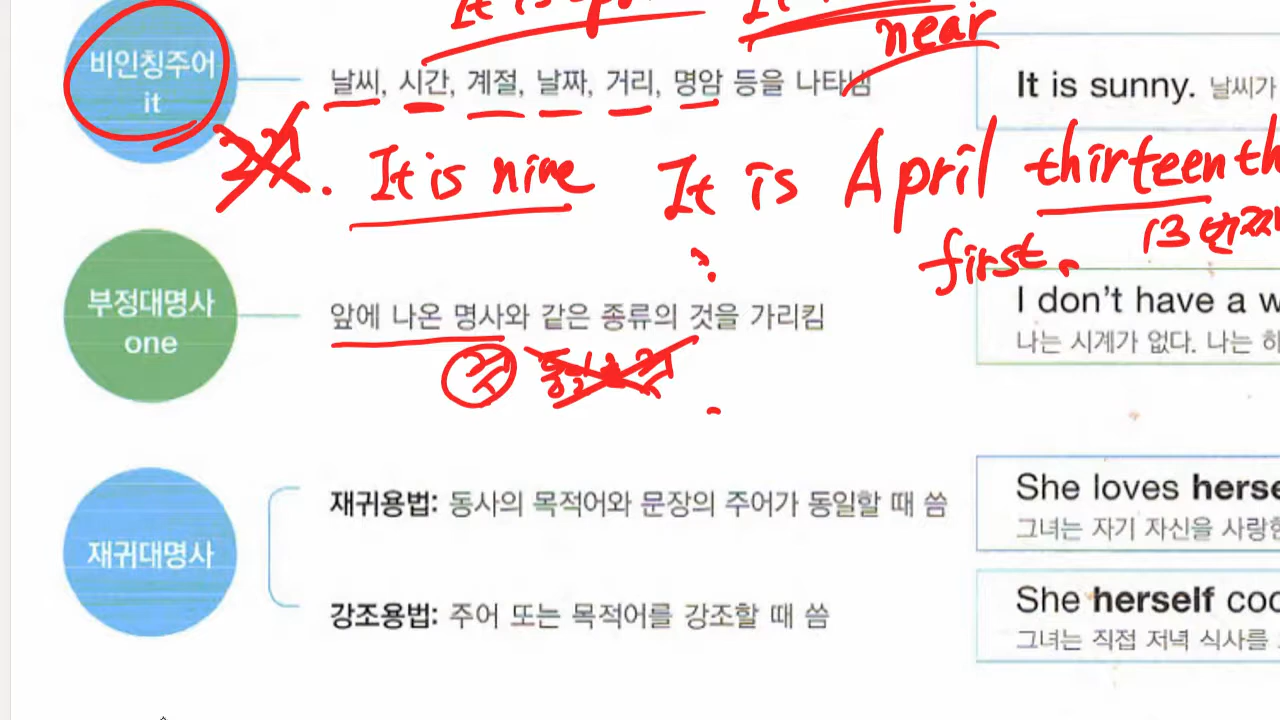 It is
near
비인칭주어
it
날씨, 시간, 계절, 날짜, 거리, 명암 등을 나타냄
It is sunny. 날씨가
It is nine
It is April thirteenth
first.
13번째
부정대명사
one
앞에 나온 명사와 같은 종류의 것을 가리킴
I don't have a w
나는 시계가 없다. 나는 하
재귀대명사
재귀용법: 동사의 목적어와 문장의 주어가 동일할 때 씀
She loves herse
그녀는 자기 자신을 사랑한
강조용법: 주어 또는 목적어를 강조할 때 씀
She herself coo
그녀는 직접 저녁 식사를